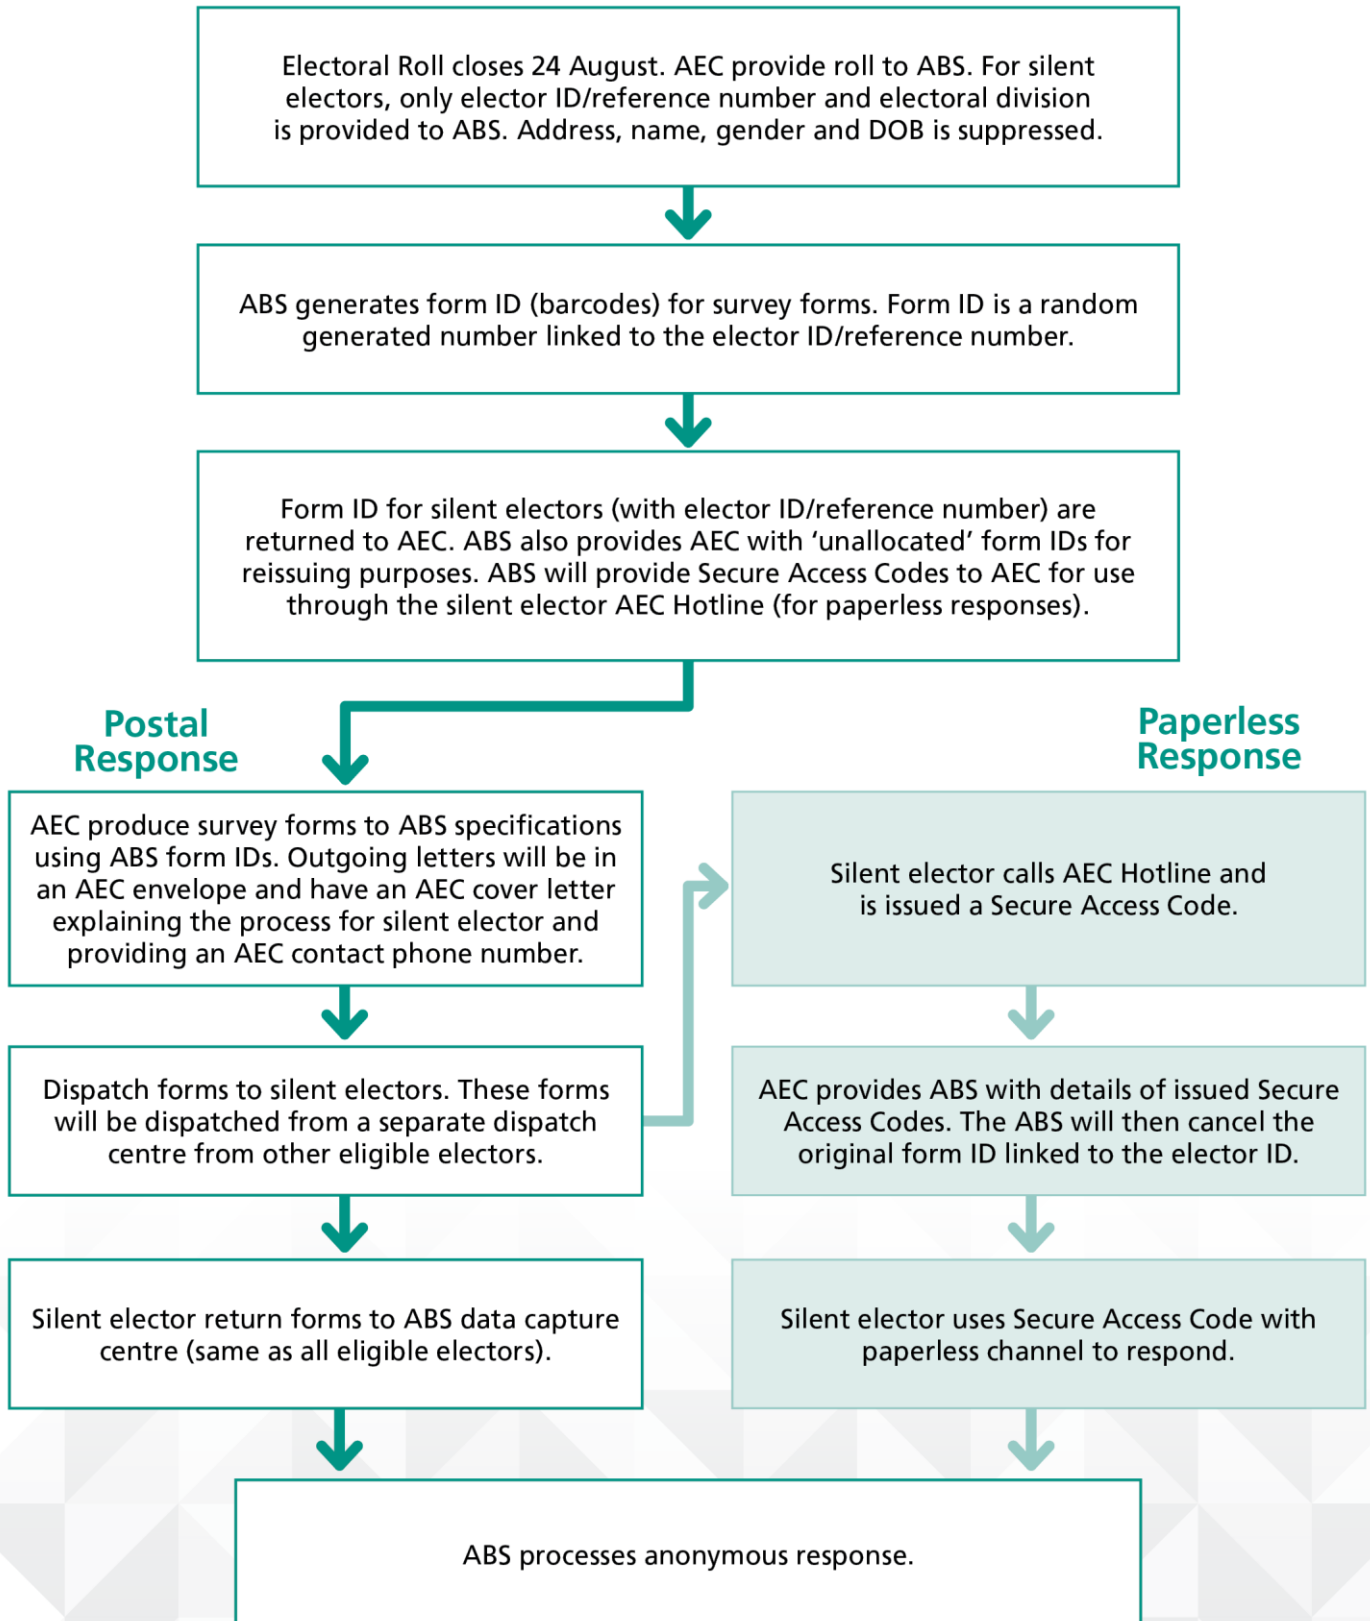 Electoral Roll closes 24 August. AEC provide roll to ABS. For silent
electors, only elector ID/reference number and electoral division
is provided to ABS. Address, name, gender and DOB is suppressed.
ABS generates form ID (barcodes) for survey forms. Form ID is a random
generated number linked to the elector ID/reference number.
Form ID for silent electors (with elector ID/reference number) are
returned to AEC. ABS also provides AEC with ‘unallocated’ form IDs for
reissuing purposes. ABS will provide Secure Access Codes to AEC for use
through the silent elector AEC Hotline (for paperless responses).
Postal
Response
AEC produce survey forms to ABS specifications
using ABS form IDs. Outgoing letters will be in
an AEC envelope and have an AEC cover letter
explaining the process for silent elector and
providing an AEC contact phone number.
Dispatch forms to silent electors. These forms
will be dispatched from a separate dispatch
centre from other eligible electors.
Silent elector return forms to ABS data capture
centre (same as all eligible electors).
Paperless
Response
Silent elector calls AEC Hotline and
is issued a Secure Access Code.
AEC provides ABS with details of issued Secure
Access Codes. The ABS will then cancel the
original form ID linked to the elector ID.
Silent elector uses Secure Access Code with
paperless channel to respond.
ABS processes anonymous response.